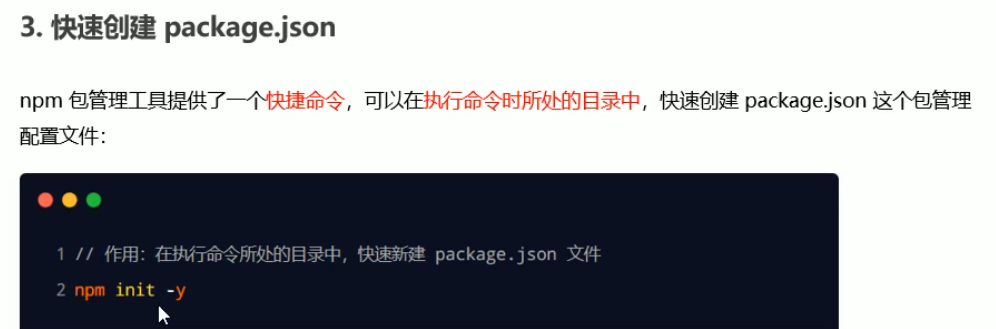 3. 快速创建 package.json
npm 包管理工具提供了一个快捷命令，可以在执行命令时所处的目录中，快速创建 package.json 这个包管理
配置文件：
1 // 作用：在执行命令所处的目录中，快速新建 package.json 文件
2 npm init -y